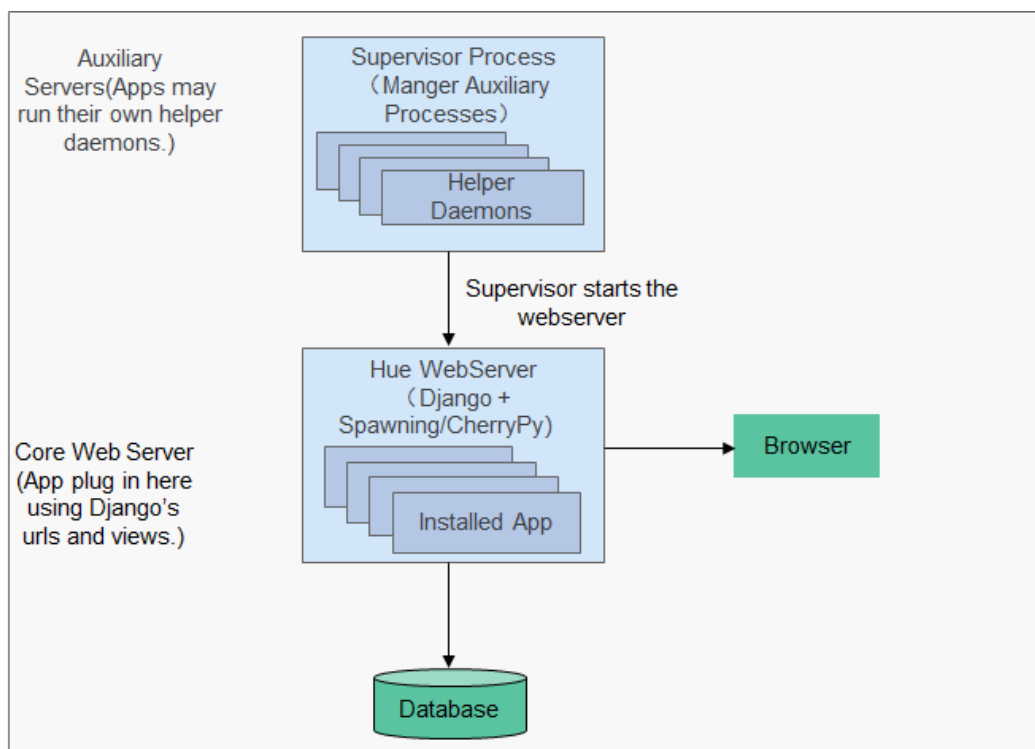 Auxiliary
Servers(Apps may
run their own helper
daemons.)
Supervisor Process
（Manger Auxiliary
Processes）
Helper
Daemons
Supervisor starts the
webserver
Hue WebServer
（Django +
Spawning/CherryPy)
Installed App
Browser
Core Web Server
(App plug in here
using Django’s
urls and views.)
Database